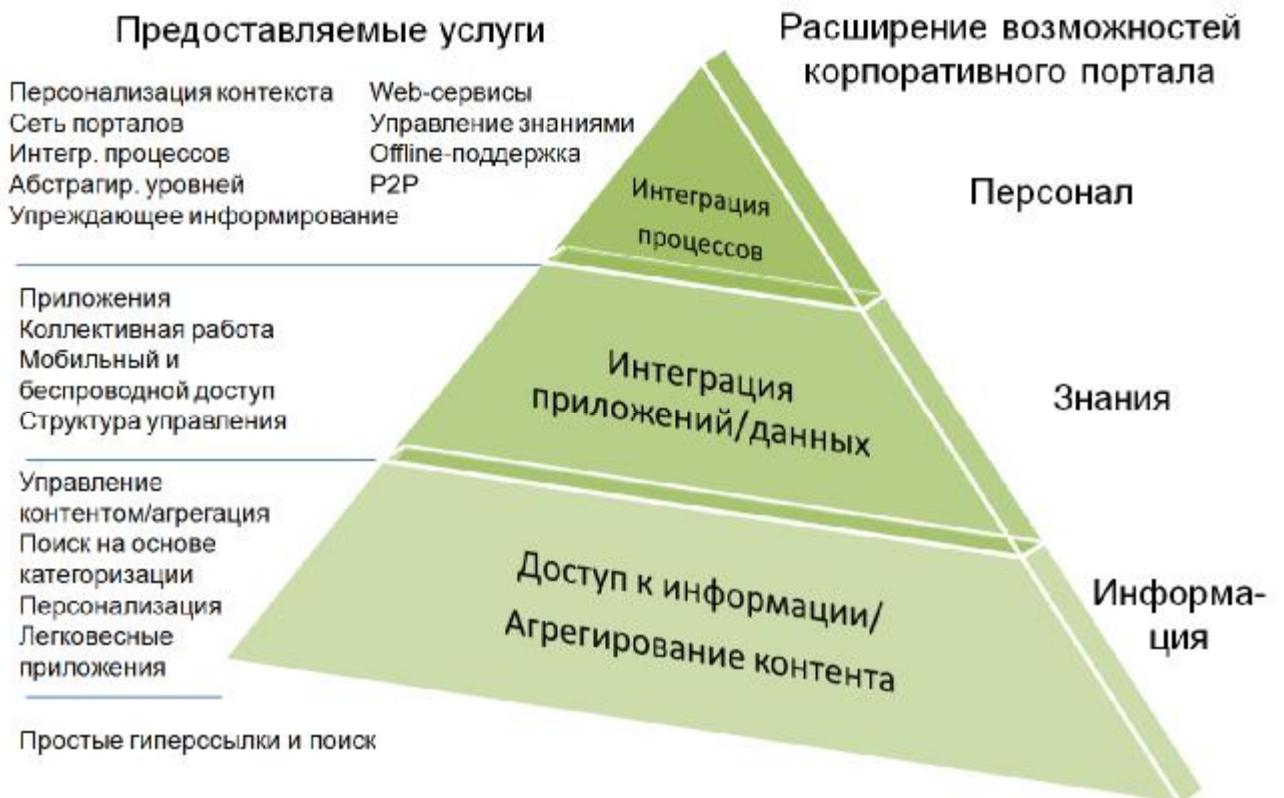 Предоставляемые услуги
Расширение возможностей
корпоративного портала
Персонализация контекста
Сеть порталов
Интегр. процессов
Абстрагир. уровней
Упреждающее информирование
Web-сервисы
Управление знаниями
Offline-поддержка
P2P
Интеграция
процессов
Персонал
Приложения
Коллективная работа
Мобильный и
беспроводной доступ
Структура управления
Интеграция
приложений/данных
Знания
Управление
контентом/агрегация
Поиск на основе
категоризации
Персонализация
Легковесные
приложения
Доступ к информации/
Агрегирование контента
Информа-
ция
Простые гиперссылки и поиск